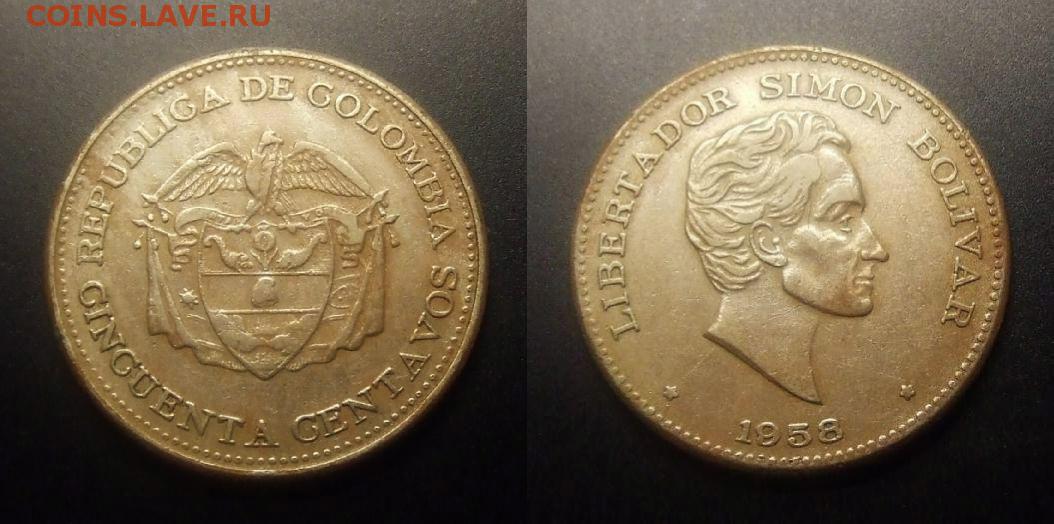 COINS.LAVE.RU
REPUBLICA DE COLOMBIA
CINCUENTA CENTAVOS
LIBERTADOR SIMON BOLIVAR
1958